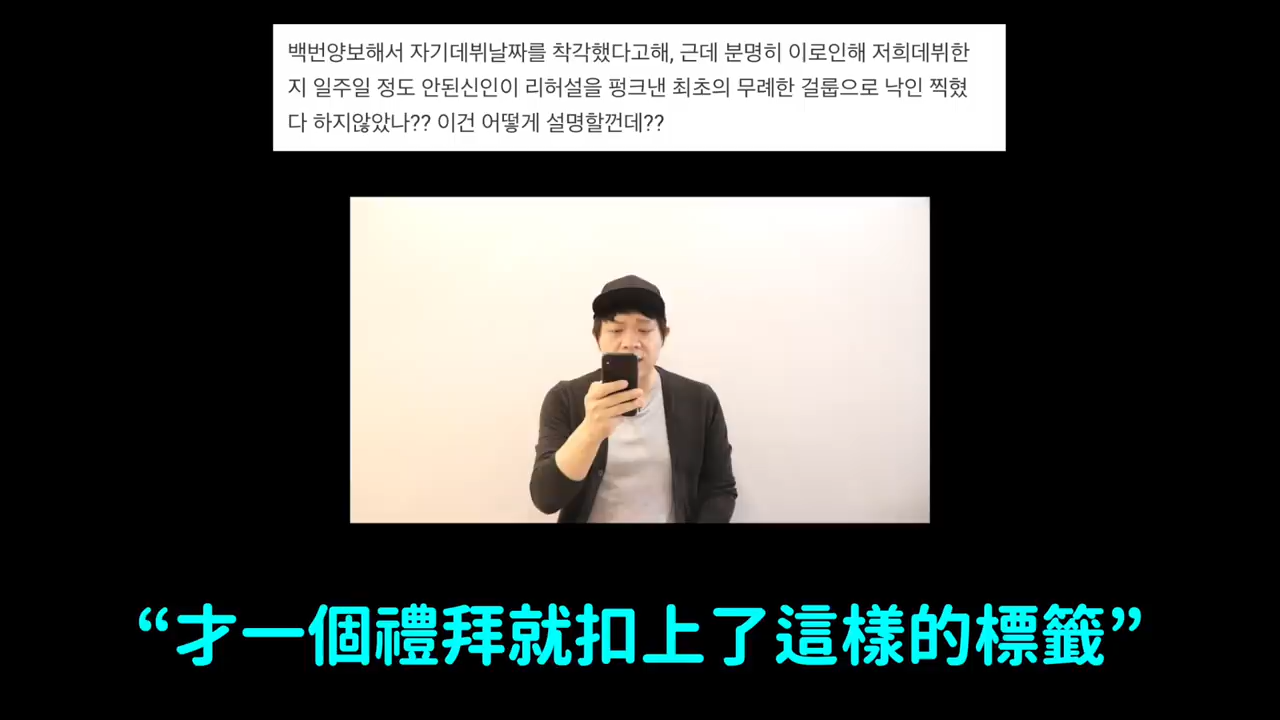 백번양보해서 자기데뷔날짜를 착각했다고해, 근데 분명히 이로인해 저희데뷔한
지 일주일 정도 안된신인이 리허설을 펑크낸 최초의 무례한 걸룹으로 낙인 찍혔
다 하지않았나?? 이건 어떻게 설명할껀데??
“才一個禮拜就扣上了這樣的標籤”